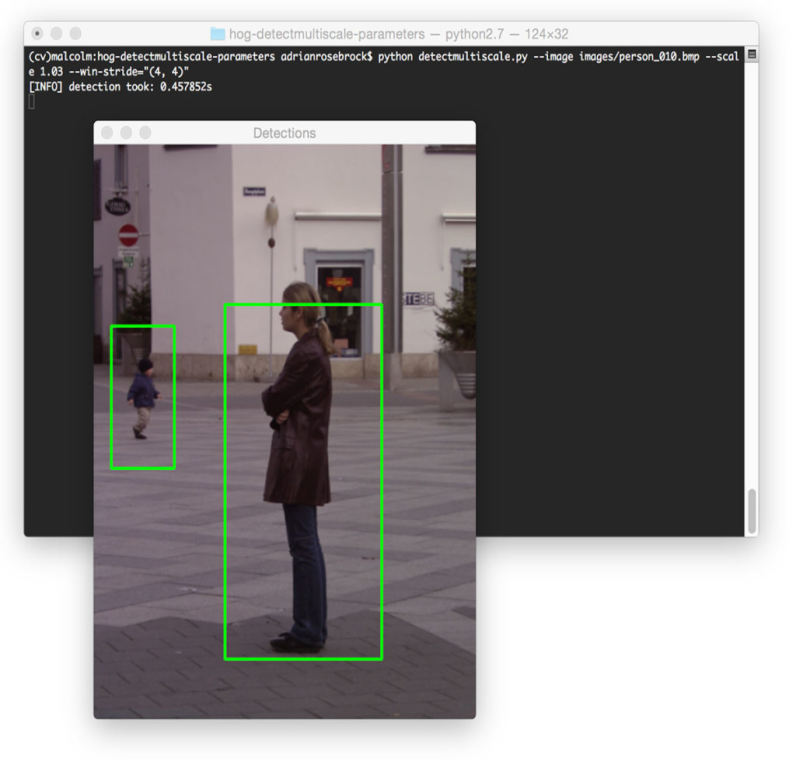 hog-detectmultiscale-parameters — python2.7 — 124×32
(cv)malcolm:hog-detectmultiscale-parameters adrianrosebrock$ python detectmultiscale.py --image images/person_010.bmp --scal
e 1.03 --win-stride="(4, 4)"
[INFO] detection took: 0.457852s
Detections
TEBE